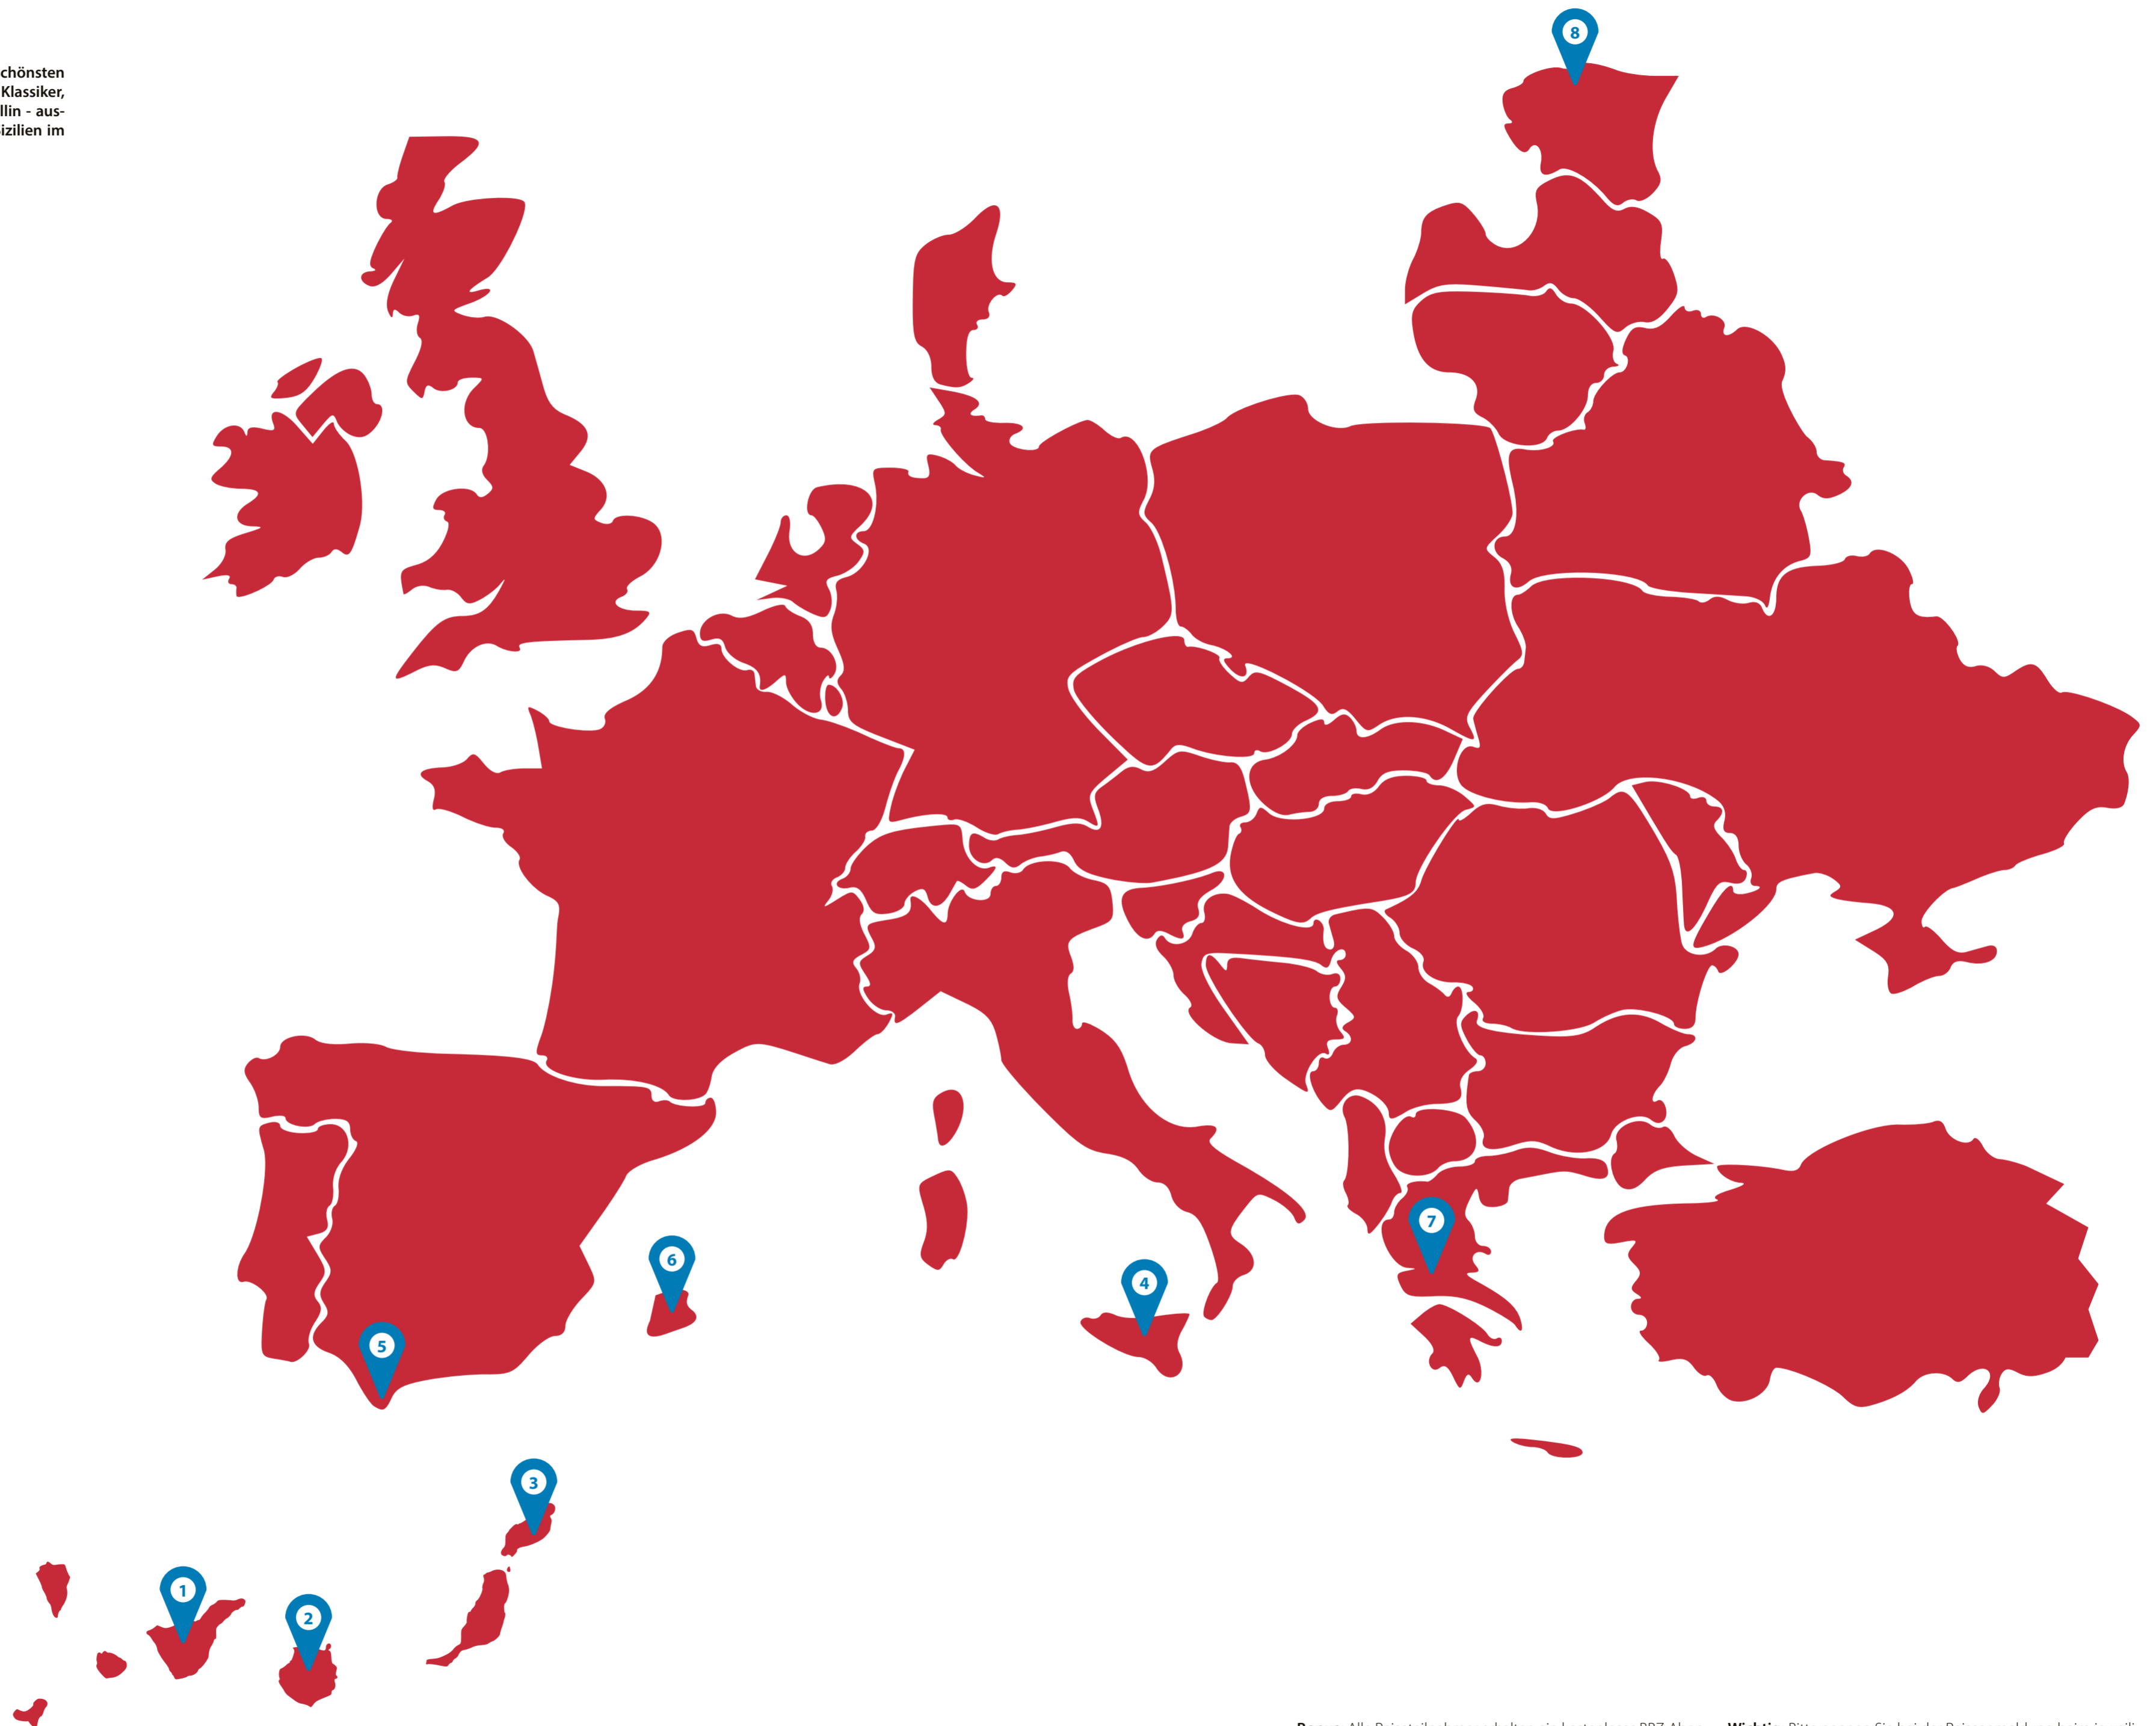 chönsten
Klassiker,
llin - aus-
izilien im
8
7
6
4
5
3
1
2